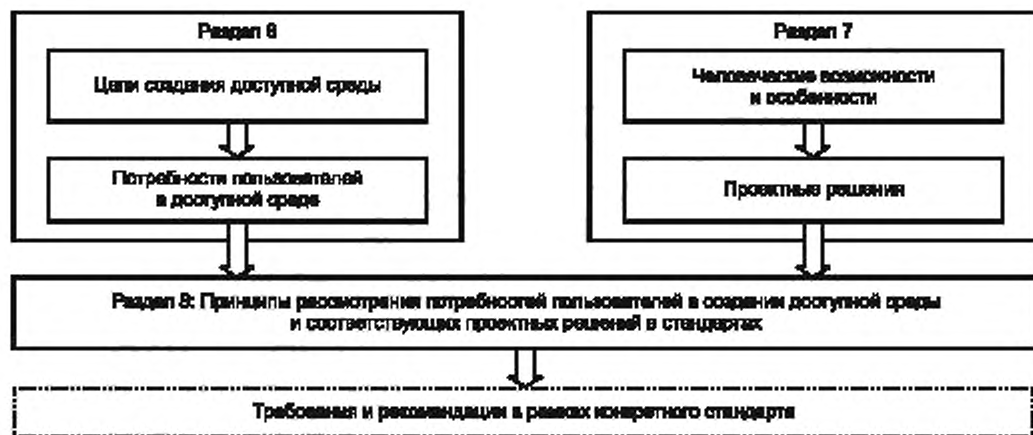 Раздел 6
Цели создания доступной среды
Потребности пользователей
в доступной среде
Раздел 7
Человеческие возможности
и особенности
Проектные решения
Раздел 8: Принципы рассмотрения потребностей пользователей в создании доступной среды
и соответствующих проектных решений в стандартах
Требования и рекомендации в рамках конкретного стандарта